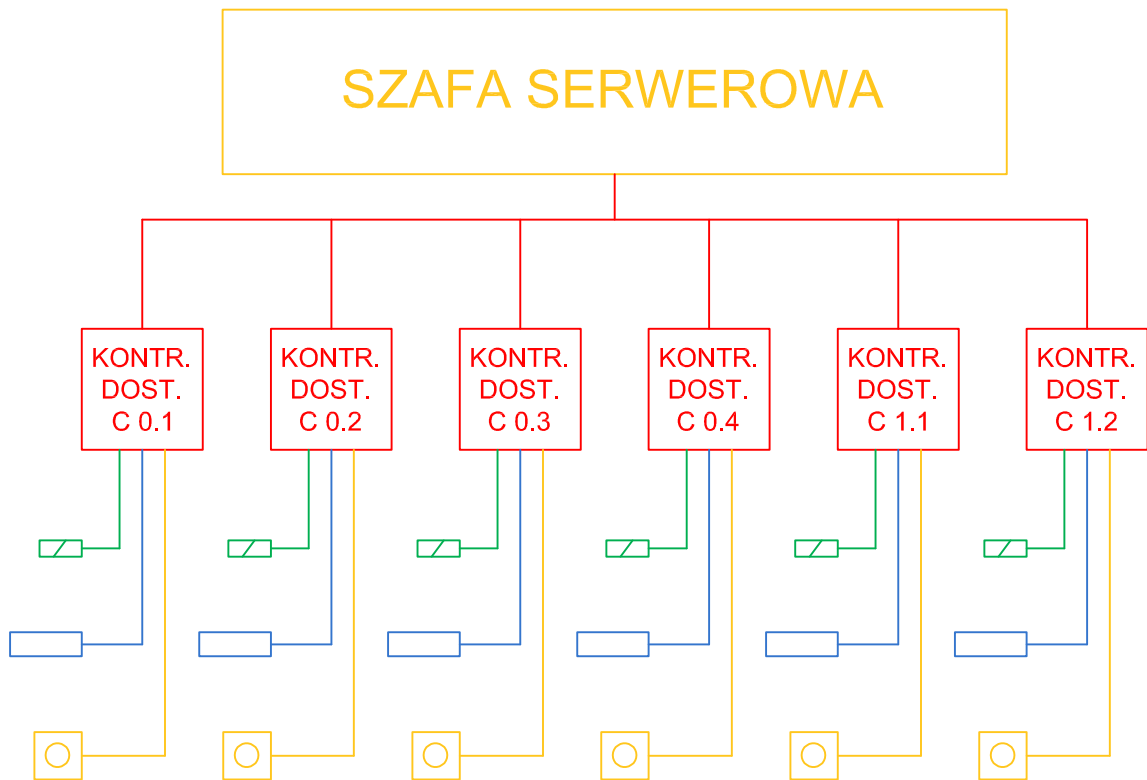 SZAFA SERWEROWA
KONTR.
DOST.
C 0.1
KONTR.
DOST.
C 0.2
KONTR.
DOST.
C 0.3
KONTR.
DOST.
C 0.4
KONTR.
DOST.
C 1.1
KONTR.
DOST.
C 1.2